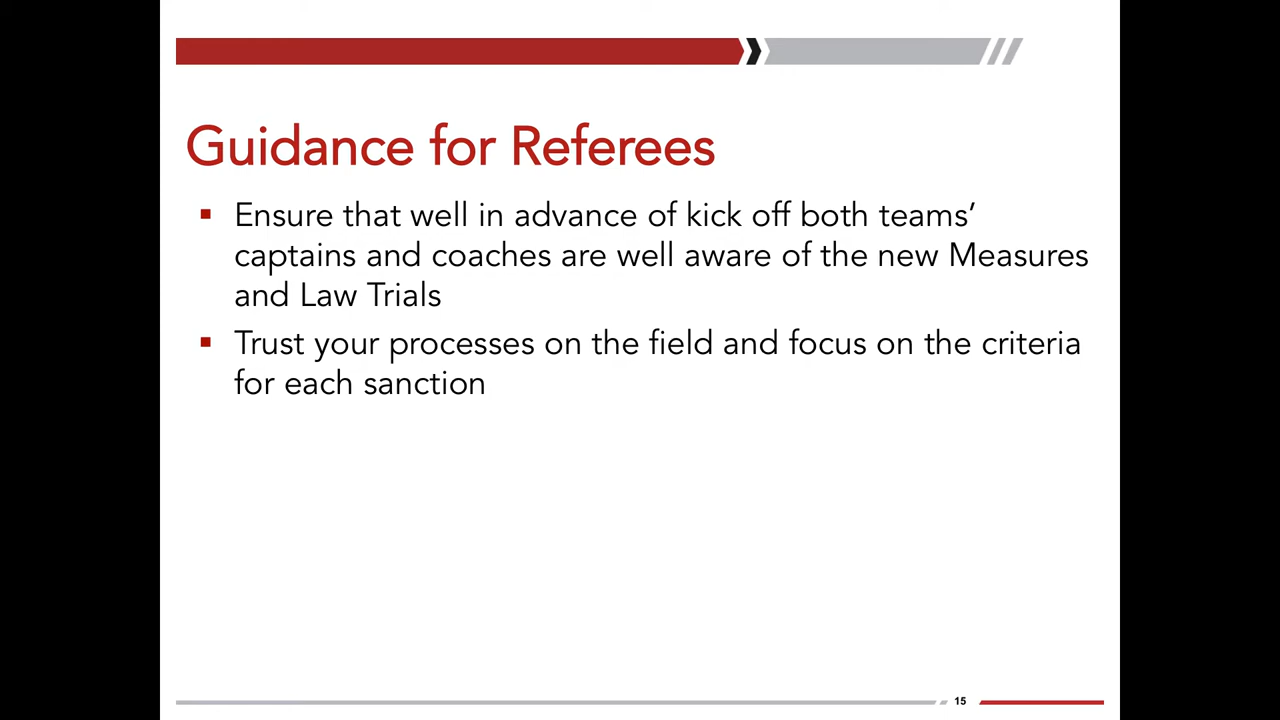 Guidance for Referees
Ensure that well in advance of kick off both teams’
captains and coaches are well aware of the new Measures
and Law Trials
Trust your processes on the field and focus on the criteria
for each sanction
15